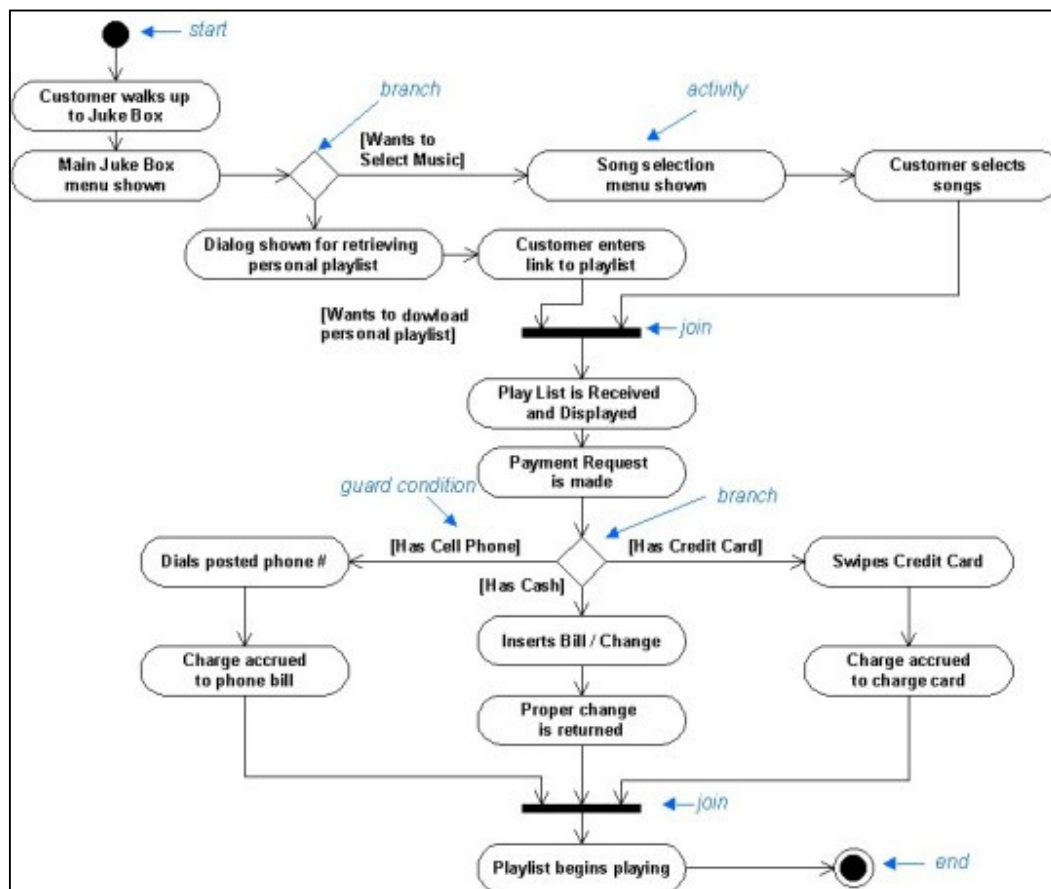 start
Customer walks up
to Juke Box
branch
activity
[Wants to
Select Music]
Main Juke Box
menu shown
Song selection
menu shown
Customer selects
songs
Dialog shown for retrieving
personal playlist
Customer enters
link to playlist
[Wants to dowload
personal playlist]
join
Play List is Received
and Displayed
Payment Request
is made
guard condition
branch
[Has Cell Phone]
[Has Credit Card]
Dials posted phone #
Swipes Credit Card
[Has Cash]
Inserts Bill / Change
Charge accrued
to phone bill
Charge accrued
to charge card
Proper change
is returned
join
Playlist begins playing
end